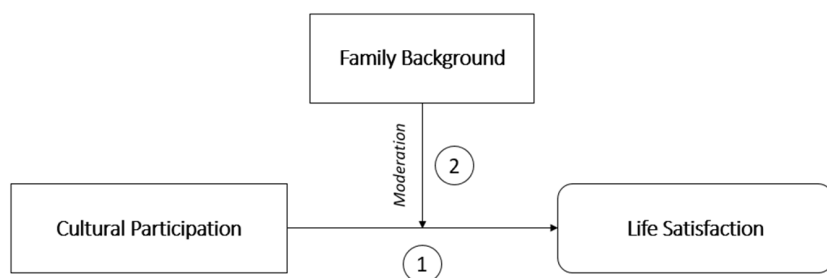 Family Background
Moderation
2
Cultural Participation
Life Satisfaction
1